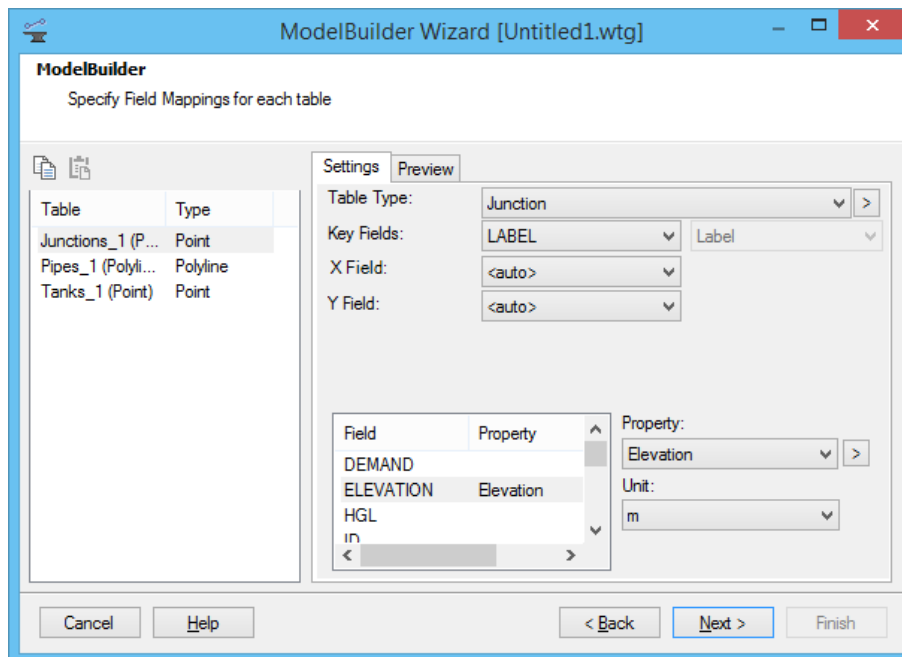 ModelBuilder Wizard [Untitled1.wtg]
ModelBuilder
Specify Field Mappings for each table
Settings Preview
Table Type
Junctions_1 (P... Point
Pipes_1 (Polyli... Polyline
Tanks_1 (Point) Point
Table Type: Junction >
Key Fields: LABEL Label
X Field: <auto>
Y Field: <auto>
Field Property
DEMAND
ELEVATION Elevation
HGL
ID
Property:
Elevation >
Unit:
m
Cancel Help < Back Next > Finish